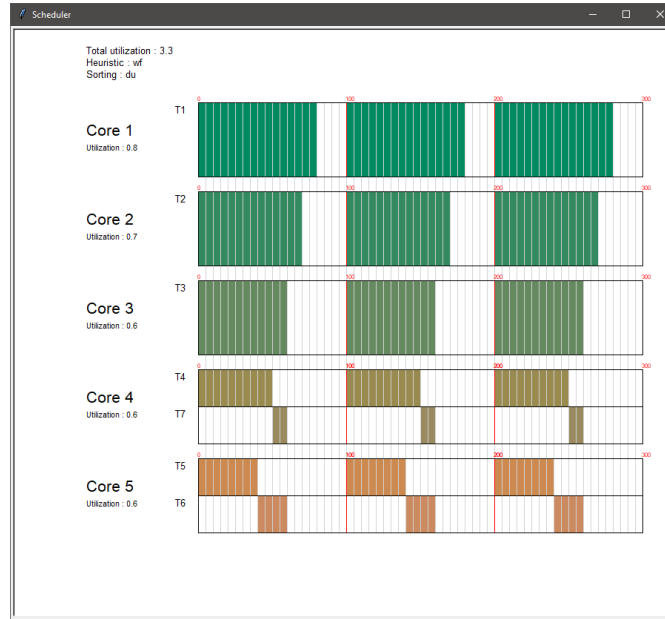 Scheduler
Total utilization : 3.3
Heuristic : wf
Sorting : du
0 100 200 300
T1
Core 1
Utilization : 0.8
0 100 200 300
T2
Core 2
Utilization : 0.7
0 100 200 300
T3
Core 3
Utilization : 0.6
0 100 200 300
T4
Core 4
Utilization : 0.6
T7
0 100 200 300
T5
Core 5
Utilization : 0.6
T6